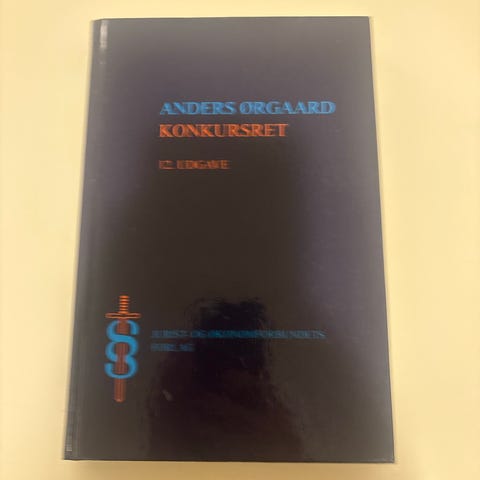 ANDERS ØRGAARD
KONKURSRET
12. UDGAVE
JURIST- OG ØKONOMFORBUNDETS
FORLAG